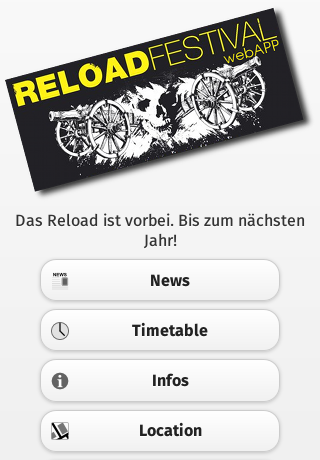 RELOADFESTIVAL
webAPP
Das Reload ist vorbei. Bis zum nächsten
Jahr!
NEWS
News
Timetable
Infos
Location